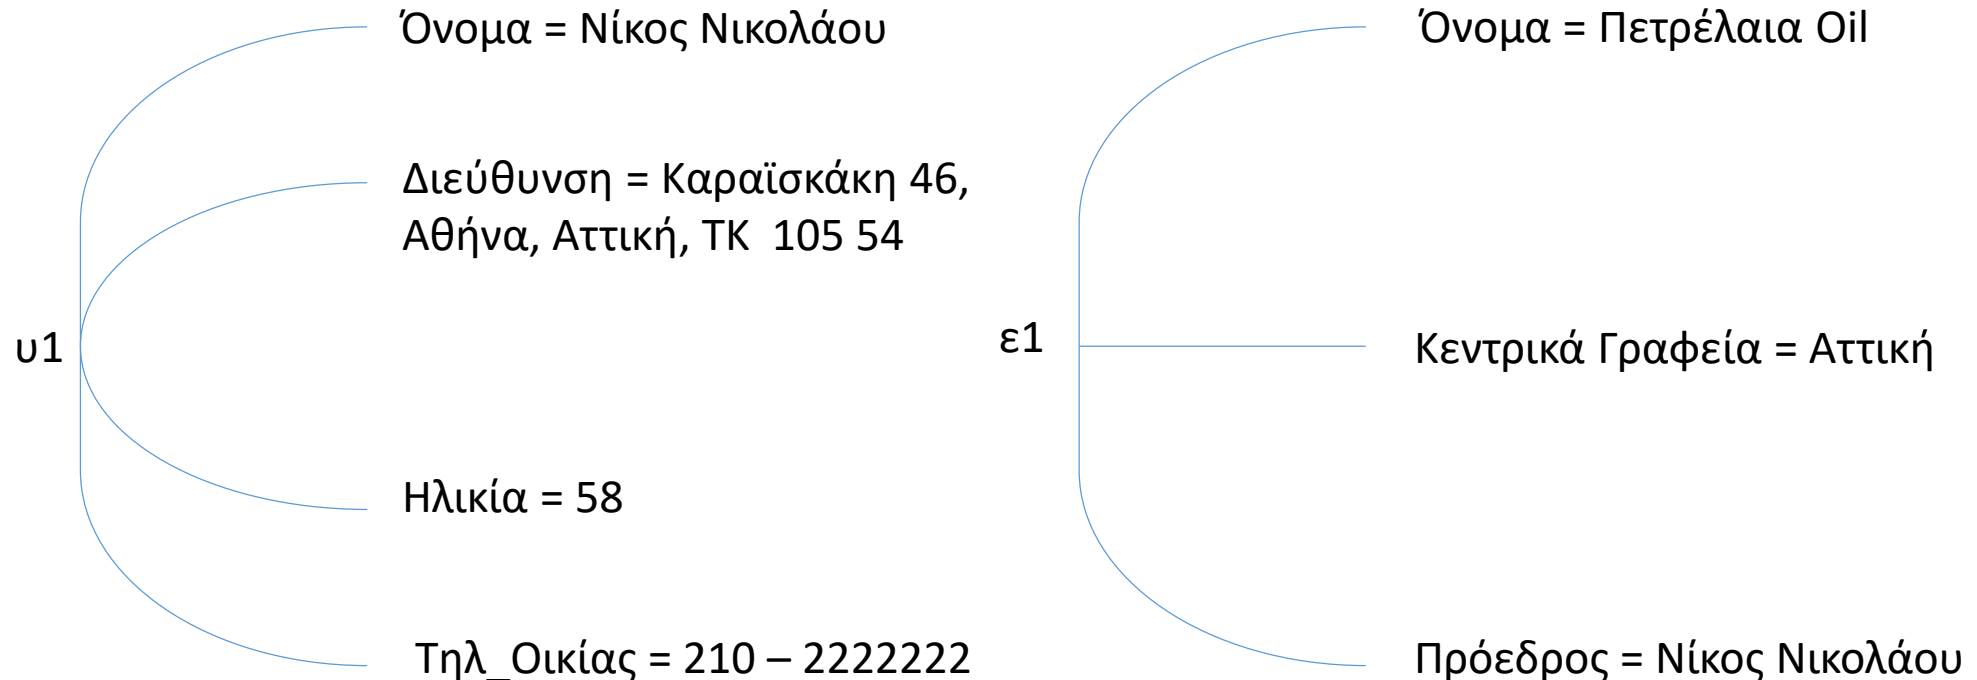 υ1
Όνομα = Νίκος Νικολάου
Διεύθυνση = Καραϊσκάκη 46,
Αθήνα, Αττική, ΤΚ 105 54
Ηλικία = 58
Τηλ_Οικίας = 210 – 2222222
ε1
Όνομα = Πετρέλαια Oil
Κεντρικά Γραφεία = Αττική
Πρόεδρος = Νίκος Νικολάου